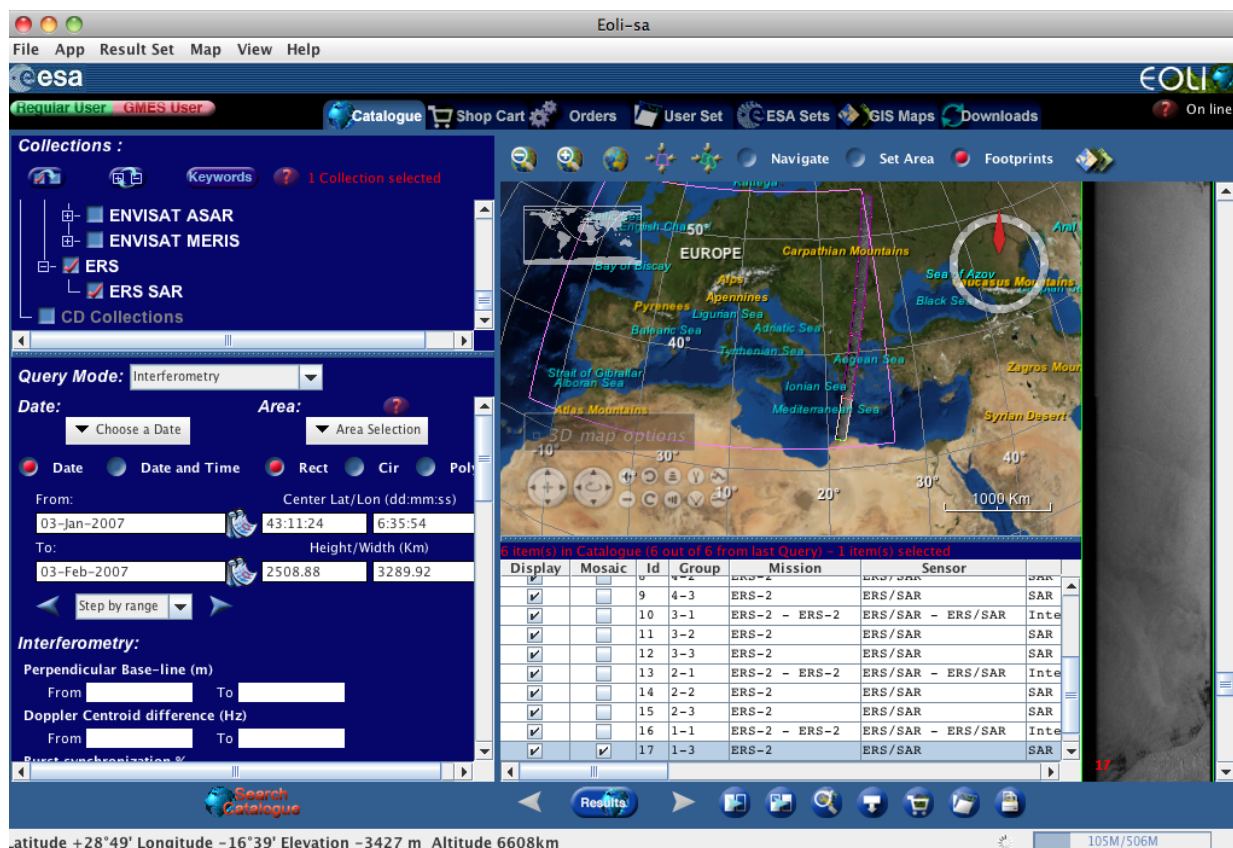 Eoli-sa
File App Result Set Map View Help
esa
EOLI
Regular User GMES User
Catalogue Shop Cart Orders User Set ESA Sets GIS Maps Downloads
? On line
Collections :
Keywords ? 1 Collection selected
ENVISAT ASAR
ENVISAT MERIS
ERS
ERS SAR
CD Collections
Query Mode: Interferometry
Date: Area: ?
Choose a Date Area Selection
Date Date and Time Rect Cir Poly
From: Center Lat/Lon (dd:mm:ss)
03-Jan-2007 43:11:24 6:35:54
To: Height/Width (Km)
03-Feb-2007 2508.88 3289.92
Step by range
Interferometry:
Perpendicular Base-line (m)
From To
Doppler Centroid difference (Hz)
From To
Burst synchronization %
Search Catalogue
Navigate Set Area Footprints
English Cha
50°
EUROPE
Carpathian Mountains
Aral
Bay of Biscay
Sea of Azov
Alps
Caucasus Mountains
Pyrenees
Apennines
Black Sea
Ligurian Sea
Balearic Sea
Adriatic Sea
40°
Tyrrhenian Sea
Aegean Sea
Zagros Moun
Strait of Gibraltar
Alboran Sea
Ionian Sea
Atlas Mountains
Mediterranean Sea
Syrian Desert
3D map options
-10°
30°
40°
10°
20°
30°
1000 Km
6 item(s) in Catalogue (6 out of 6 from last Query) - 1 item(s) selected
Display Mosaic Id Group Mission Sensor
8 4-2 ERS-2 ERS/SAR SAR
9 4-3 ERS-2 ERS/SAR SAR
10 3-1 ERS-2 - ERS-2 ERS/SAR - ERS/SAR Inte
11 3-2 ERS-2 ERS/SAR SAR
12 3-3 ERS-2 ERS/SAR SAR
13 2-1 ERS-2 - ERS-2 ERS/SAR - ERS/SAR Inte
14 2-2 ERS-2 ERS/SAR SAR
15 2-3 ERS-2 ERS/SAR SAR
16 1-1 ERS-2 - ERS-2 ERS/SAR - ERS/SAR Inte
17 1-3 ERS-2 ERS/SAR SAR
17
Results
Latitude +28°49' Longitude -16°39' Elevation -3427 m Altitude 6608km
105M/506M